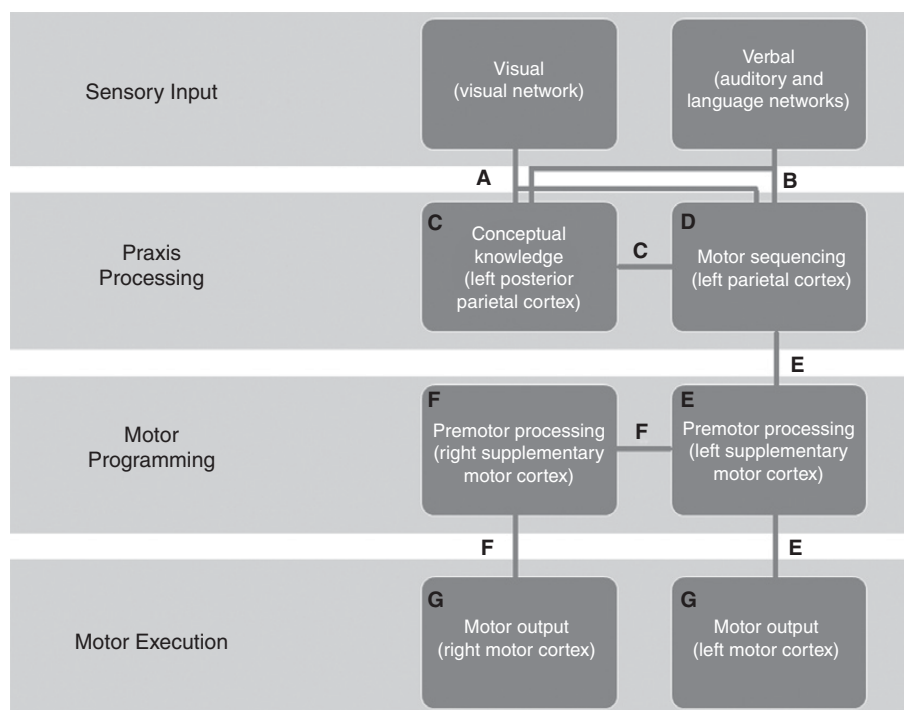 Sensory Input
Visual
(visual network)
Verbal
(auditory and
language networks)
A
B
Praxis
Processing
C
Conceptual
knowledge
(left posterior
parietal cortex)
C
D
Motor sequencing
(left parietal cortex)
E
Motor
Programming
F
Premotor processing
(right supplementary
motor cortex)
F
E
Premotor processing
(left supplementary
motor cortex)
F
E
Motor Execution
G
Motor output
(right motor cortex)
G
Motor output
(left motor cortex)